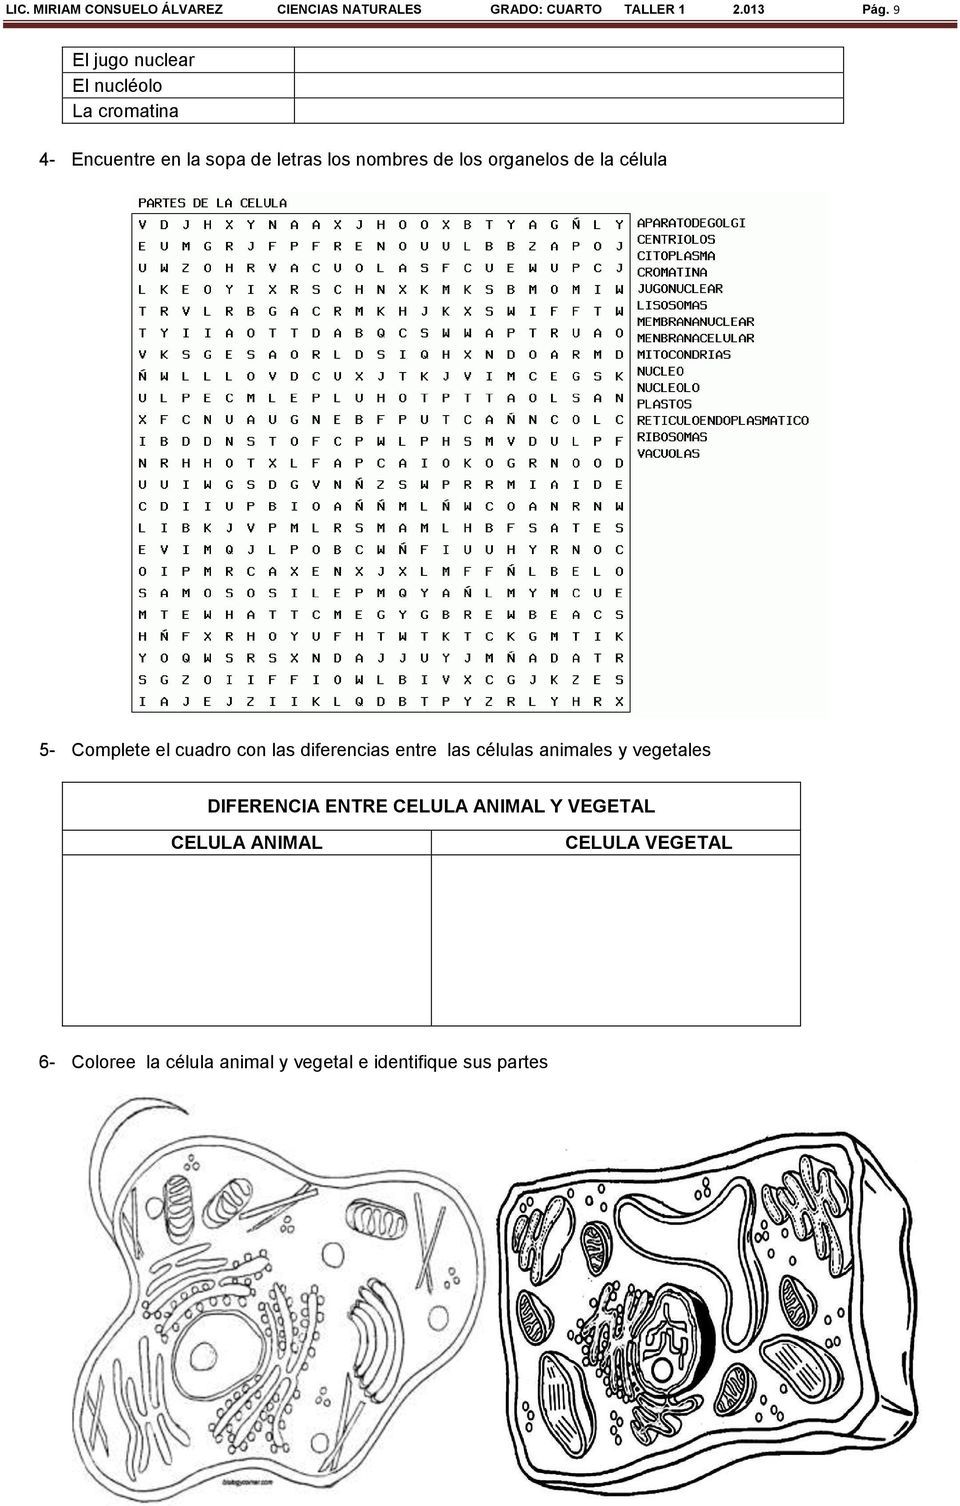 LIC. MIRIAM CONSUELO ÁLVAREZ CIENCIAS NATURALES GRADO: CUARTO TALLER 1 2.013 Pág. 9
El jugo nuclear
El nucléolo
La cromatina
4- Encuentre en la sopa de letras los nombres de los organelos de la célula
PARTES DE LA CELULA
V D J H X Y N A A X J H O O X B T Y A G Ñ L Y
E U M G R J F P F R E N O U U L B B Z A P O J
U W Z O H R V A C U O L A S F C U E W U P C J
L K E O Y I X R S C H N X K M K S B M O M I W
T R V L R B G A C R M K H J K X S W I F F T W
T Y I I A O T T D A B Q C S W W A P T R U A O
V K S G E S A O R L D S I Q H X N D O A R M D
Ñ W L L L O V D C U X J T K J V I M C E G S K
U L P E C M L E P L U H O T P T T A O L S A N
X F C N U A U G N E B F P U T C A Ñ N C O L C
I B D D N S T O F C P W L P H S M V D U L P F
N R H H O T X L F A P C A I O K O G R N O O D
U U I W G S D G V N Ñ Z S W P R R M I A I D E
C D I I U P B I O A Ñ Ñ M L Ñ W C O A N R N W
L I B K J V P M L R S M A M L H B F S A T E S
E V I M Q J L P O B C W Ñ F I U U H Y R N O C
O I P M R C A X E N X J X L M F F Ñ L B E L O
S A M O S O S I L E P M Q Y A Ñ L M Y M C U E
M T E W H A T T C M E G Y G B R E W B E A C S
H Ñ F X R H O Y U F H T W T K T C K G M T I K
Y O Q W S R S X N D A J J U Y J M Ñ A D A T R
S G Z O I I F F I O W L B I V X C G J K Z E S
I A J E J Z I I K L Q D B T P Y Z R L Y H R X
APARATODEGOLGI
CENTRIOLOS
CITOPLASMA
CROMATINA
JUGONUCLEAR
LISOSOMAS
MEMBRANANUCLEAR
MENBRANACELULAR
MITOCONDRIAS
NUCLEO
NUCLEOLO
PLASTOS
RETICULOENDOPLASMATICO
RIBOSOMAS
VACUOLAS
5- Complete el cuadro con las diferencias entre las células animales y vegetales
DIFERENCIA ENTRE CELULA ANIMAL Y VEGETAL
CELULA ANIMAL CELULA VEGETAL
6- Coloree la célula animal y vegetal e identifique sus partes
biologycorner.com